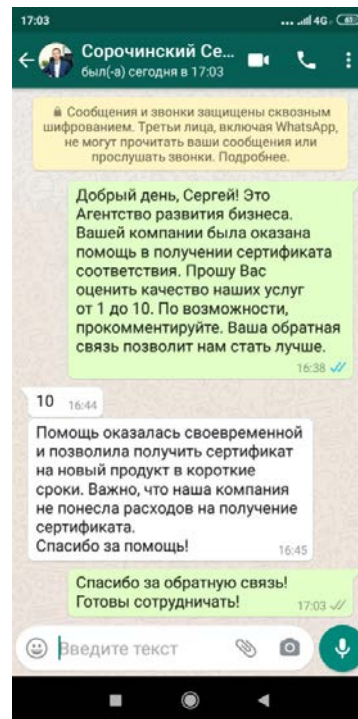 17:03
... 4G 61
Сорочинский Се...
был(-а) сегодня в 17:03
Сообщения и звонки защищены сквозным
шифрованием. Третьи лица, включая WhatsApp,
не могут прочитать ваши сообщения или
прослушать звонки. Подробнее.
Добрый день, Сергей! Это
Агентство развития бизнеса.
Вашей компании была оказана
помощь в получении сертификата
соответствия. Прошу Вас
оценить качество наших услуг
от 1 до 10. По возможности,
прокомментируйте. Ваша обратная
связь позволит нам стать лучше.
16:38
10 16:44
Помощь оказалась своевременной
и позволила получить сертификат
на новый продукт в короткие
сроки. Важно, что наша компания
не понесла расходов на получение
сертификата.
Спасибо за помощь!
16:45
Спасибо за обратную связь!
Готовы сотрудничать!
17:03
Введите текст